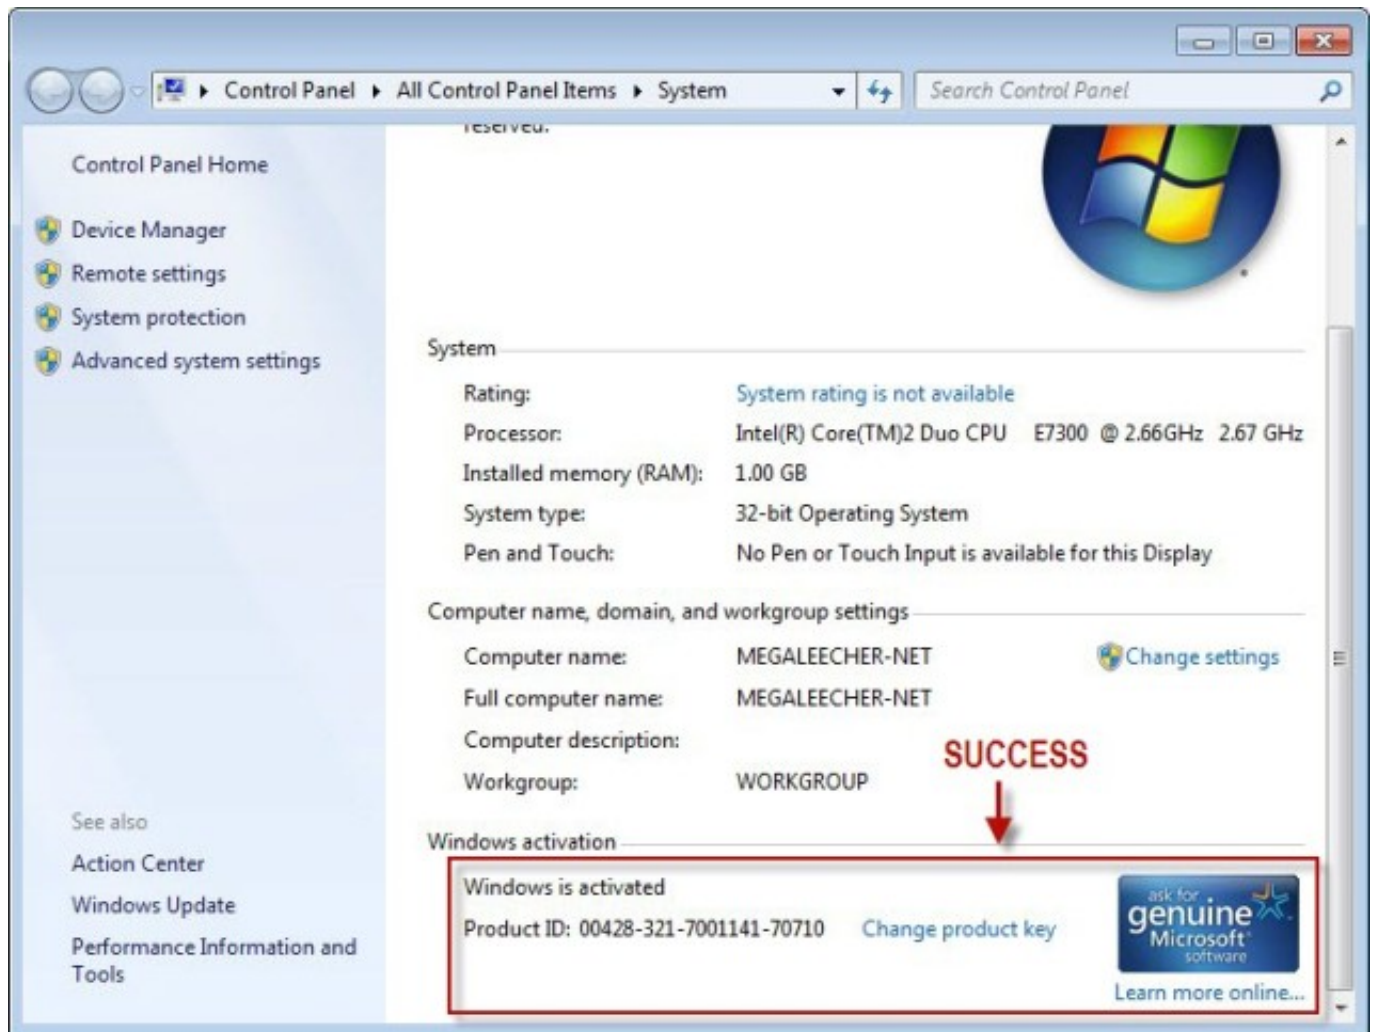 Control Panel ▸ All Control Panel Items ▸ System
Search Control Panel
reserved.
Control Panel Home
Device Manager
Remote settings
System protection
Advanced system settings
See also
Action Center
Windows Update
Performance Information and
Tools
System
Rating: System rating is not available
Processor: Intel(R) Core(TM)2 Duo CPU E7300 @ 2.66GHz 2.67 GHz
Installed memory (RAM): 1.00 GB
System type: 32-bit Operating System
Pen and Touch: No Pen or Touch Input is available for this Display
Computer name, domain, and workgroup settings
Computer name: MEGALEECHER-NET Change settings
Full computer name: MEGALEECHER-NET
Computer description:
Workgroup: WORKGROUP
SUCCESS
Windows activation
Windows is activated
Product ID: 00428-321-7001141-70710 Change product key
ask for
genuine
Microsoft
software
Learn more online...